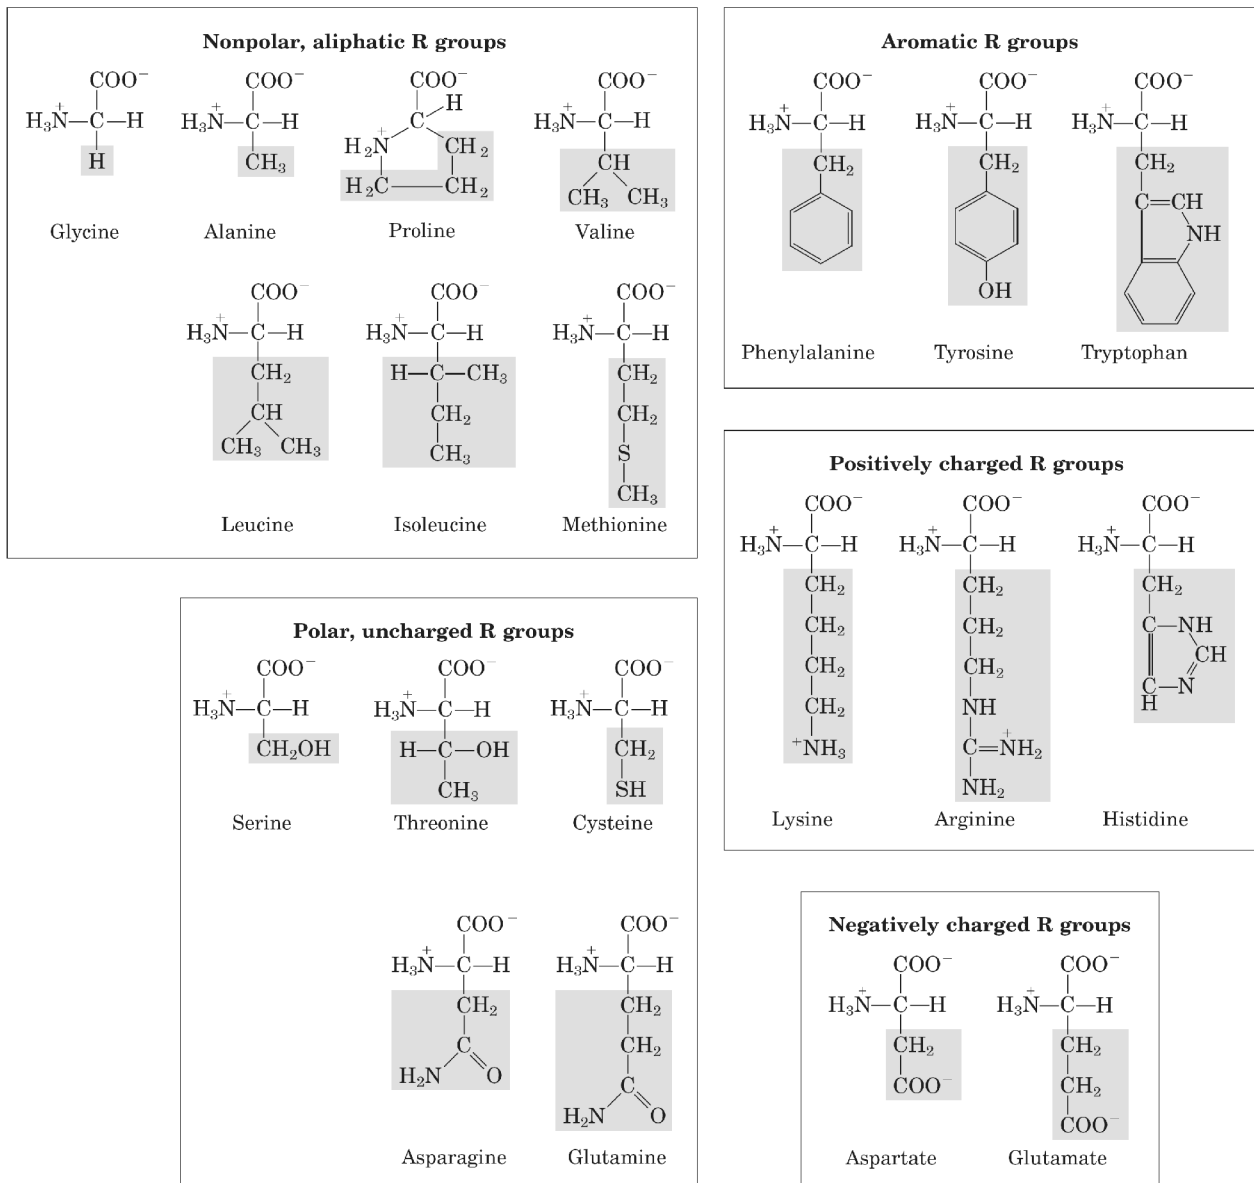 Nonpolar, aliphatic R groups
COO⁻ COO⁻ COO⁻ COO⁻
H₃N⁺—C—H H₃N⁺—C—H H₂N⁺ C H H₃N⁺—C—H
H CH₃ H₂C CH₂ CH₂ CH
CH₃ CH₃
Glycine Alanine Proline Valine
COO⁻ COO⁻ COO⁻
H₃N⁺—C—H H₃N⁺—C—H H₃N⁺—C—H
CH₂ H—C—CH₃ CH₂
CH CH₂ CH₂
CH₃ CH₃ CH₃ S
CH₃
Leucine Isoleucine Methionine
Aromatic R groups
COO⁻ COO⁻ COO⁻
H₃N⁺—C—H H₃N⁺—C—H H₃N⁺—C—H
CH₂ CH₂ CH₂
C=CH
NH
OH
Phenylalanine Tyrosine Tryptophan
Positively charged R groups
COO⁻ COO⁻ COO⁻
H₃N⁺—C—H H₃N⁺—C—H H₃N⁺—C—H
CH₂ CH₂ CH₂
CH₂ CH₂ C—NH
CH₂ CH₂ CH
CH₂ NH C—N
H
⁺NH₃ C=N⁺H₂
NH₂
Lysine Arginine Histidine
Polar, uncharged R groups
COO⁻ COO⁻ COO⁻
H₃N⁺—C—H H₃N⁺—C—H H₃N⁺—C—H
CH₂OH H—C—OH CH₂
CH₃ SH
Serine Threonine Cysteine
COO⁻ COO⁻
H₃N⁺—C—H H₃N⁺—C—H
CH₂ CH₂
C CH₂
H₂N O C
H₂N O
Asparagine Glutamine
Negatively charged R groups
COO⁻ COO⁻
H₃N⁺—C—H H₃N⁺—C—H
CH₂ CH₂
COO⁻ CH₂
COO⁻
Aspartate Glutamate